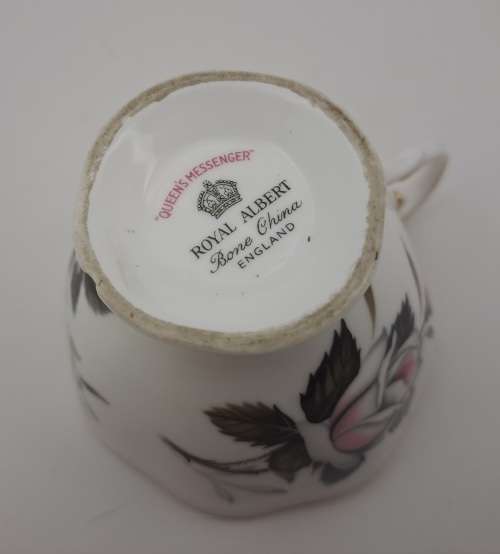 "QUEEN'S MESSENGER"
ROYAL ALBERT
Bone China
ENGLAND